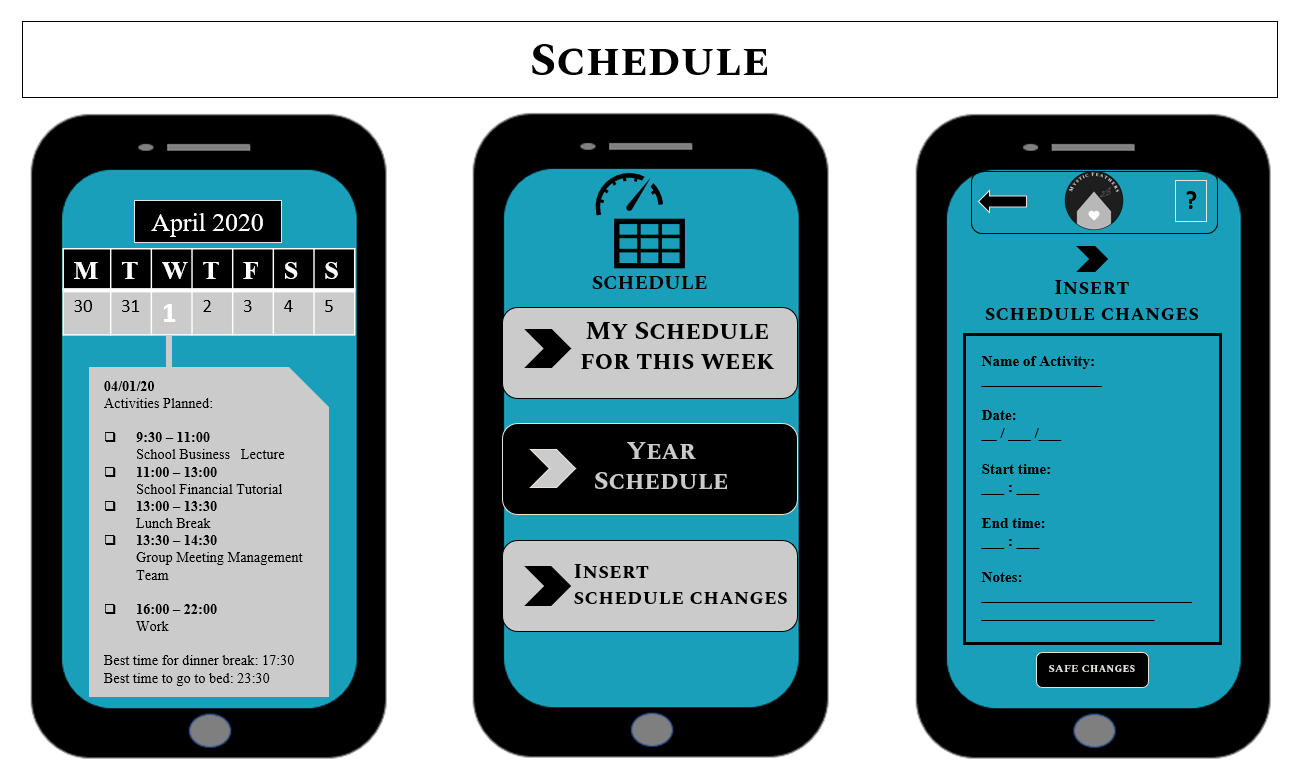 SCHEDULE
April 2020
M T W T F S S
30 31 1 2 3 4 5
04/01/20
Activities Planned:
❑ 9:30 – 11:00
School Business Lecture
❑ 11:00 – 13:00
School Financial Tutorial
❑ 13:00 – 13:30
Lunch Break
❑ 13:30 – 14:30
Group Meeting Management
Team
❑ 16:00 – 22:00
Work
Best time for dinner break: 17:30
Best time to go to bed: 23:30
SCHEDULE
MY SCHEDULE
FOR THIS WEEK
YEAR
SCHEDULE
INSERT
SCHEDULE CHANGES
MYSTIC FEATHERS
?
INSERT
SCHEDULE CHANGES
Name of Activity:
________________
Date:
__ / ___ /___
Start time:
___ : ___
End time:
___ : ___
Notes:
____________________________
_______________________
SAFE CHANGES